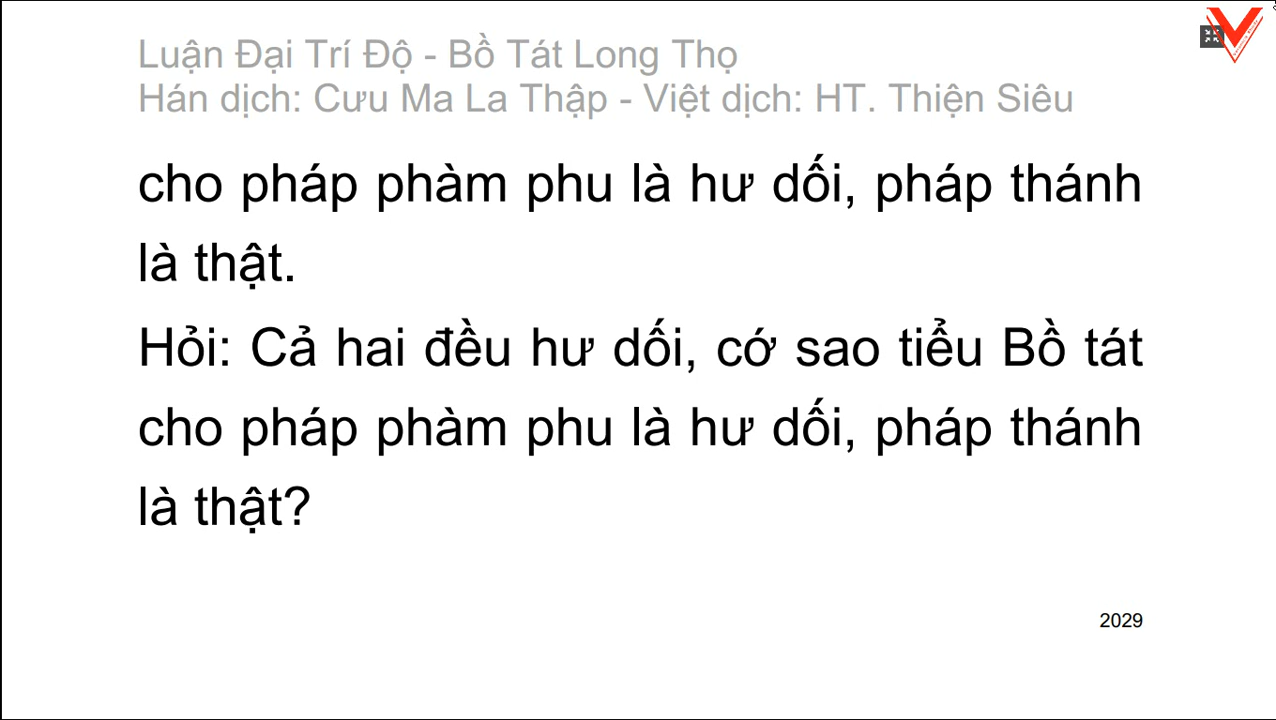 Luận Đại Trí Độ - Bồ Tát Long Thọ
Hán dịch: Cưu Ma La Thập - Việt dịch: HT. Thiện Siêu
cho pháp phàm phu là hư dối, pháp thánh
là thật.
Hỏi: Cả hai đều hư dối, cớ sao tiểu Bồ tát
cho pháp phàm phu là hư dối, pháp thánh
là thật?
2029